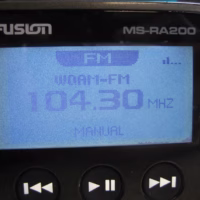 FUSION MS-RA200
FM
WQAM-FM
104.30 MHZ
MANUAL